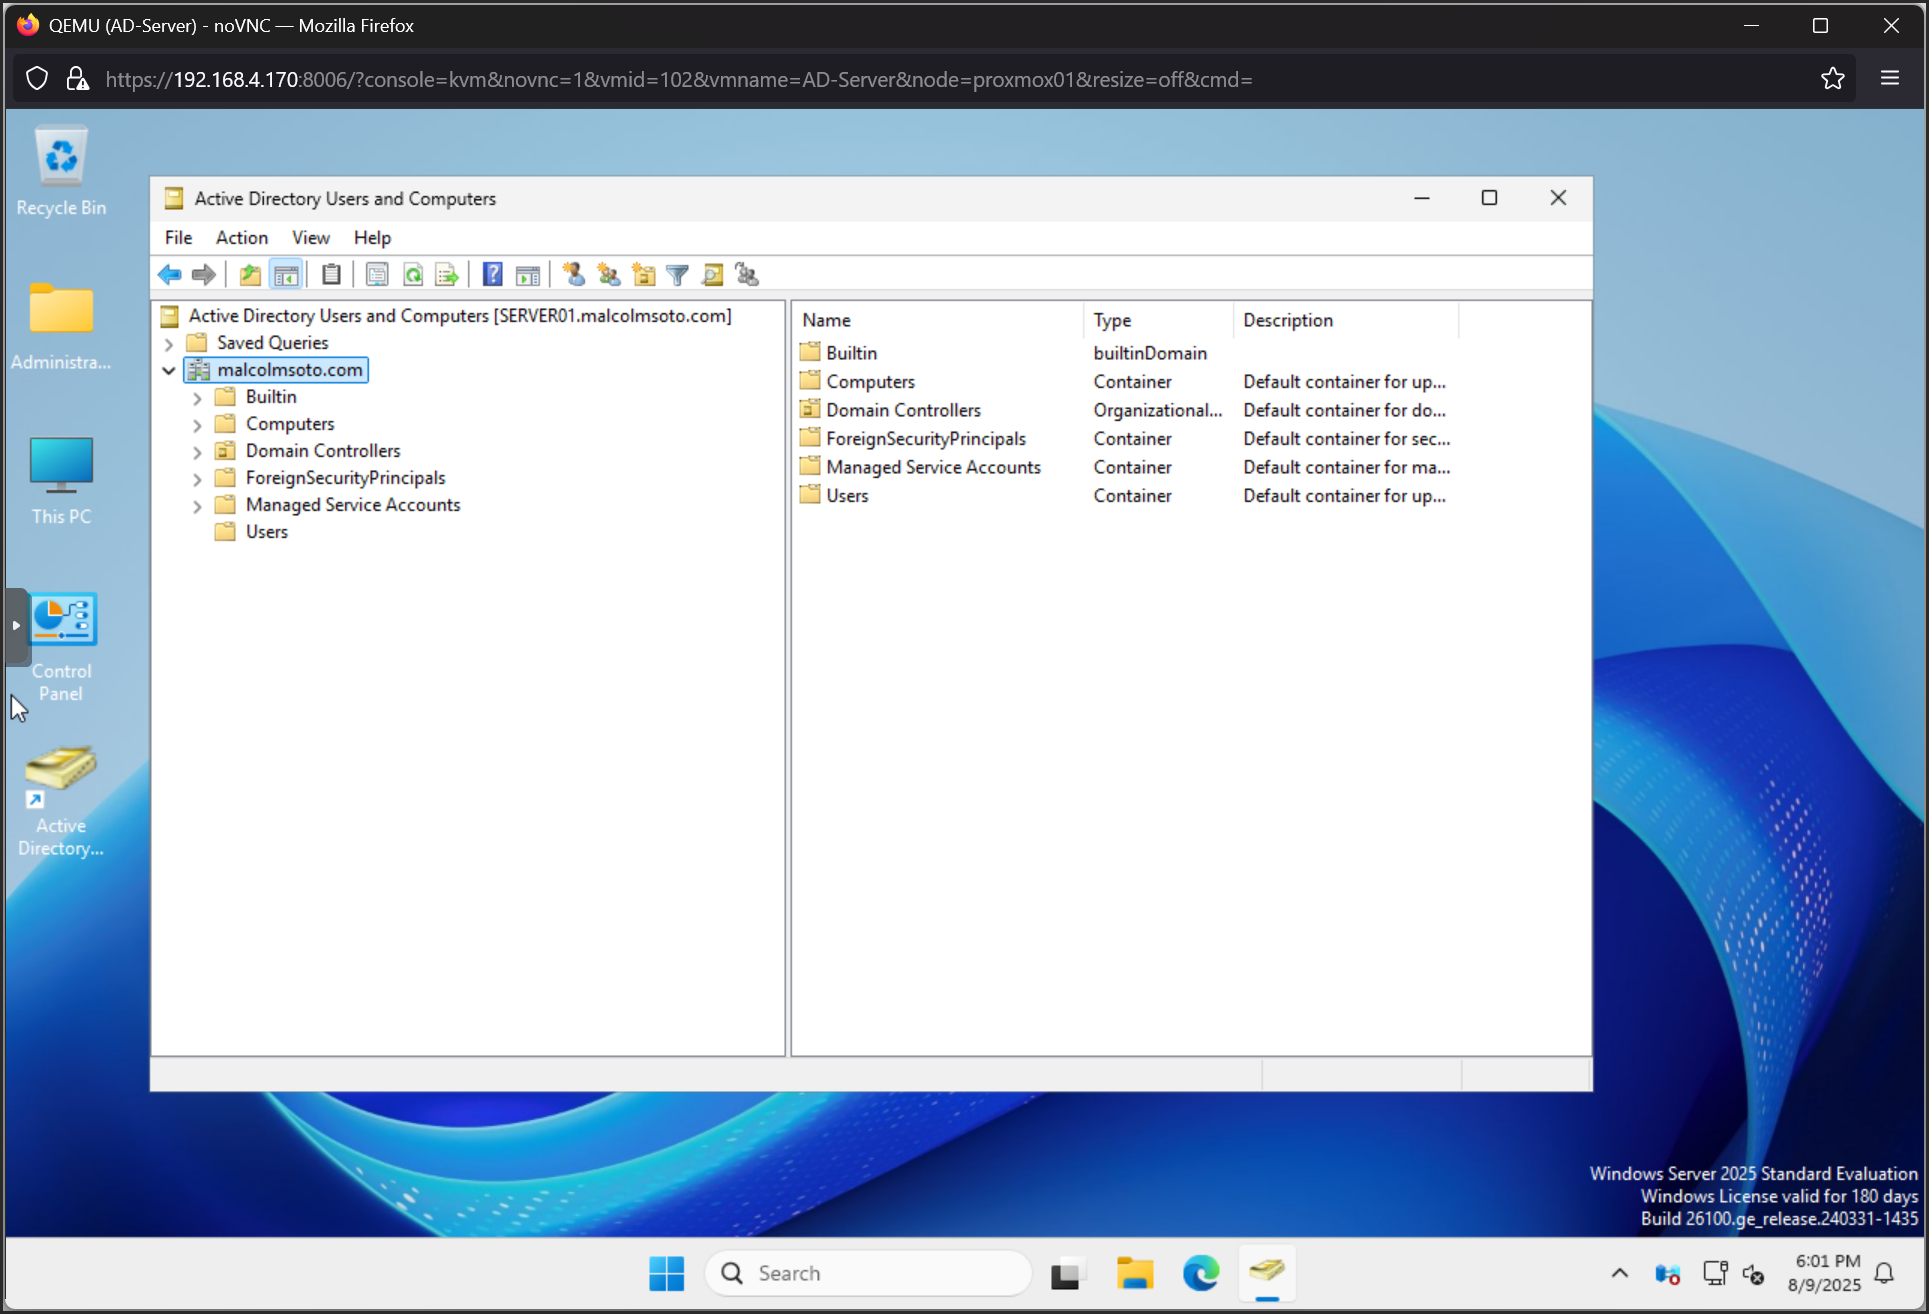 QEMU (AD-Server) - noVNC — Mozilla Firefox
https://192.168.4.170:8006/?console=kvm&novnc=1&vmid=102&vmname=AD-Server&node=proxmox01&resize=off&cmd=
Recycle Bin
Administra...
This PC
Control
Panel
Active
Directory...
Active Directory Users and Computers
File Action View Help
Active Directory Users and Computers [SERVER01.malcolmsoto.com]
Saved Queries
malcolmsoto.com
Builtin
Computers
Domain Controllers
ForeignSecurityPrincipals
Managed Service Accounts
Users
Name Type Description
Builtin builtinDomain
Computers Container Default container for up...
Domain Controllers Organizational... Default container for do...
ForeignSecurityPrincipals Container Default container for sec...
Managed Service Accounts Container Default container for ma...
Users Container Default container for up...
Windows Server 2025 Standard Evaluation
Windows License valid for 180 days
Build 26100.ge_release.240331-1435
Search
6:01 PM
8/9/2025